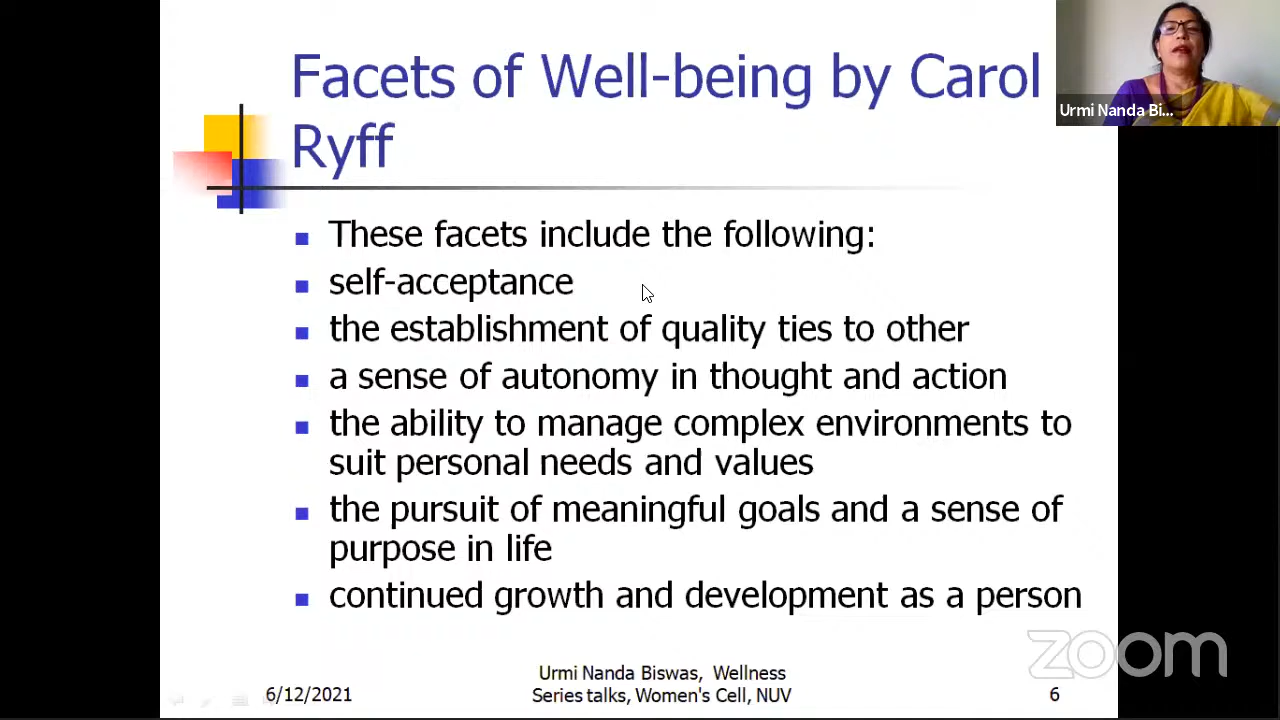 Facets of Well-being by Carol
Ryff
Urmi Nanda Bi...
These facets include the following:
self-acceptance
the establishment of quality ties to other
a sense of autonomy in thought and action
the ability to manage complex environments to
suit personal needs and values
the pursuit of meaningful goals and a sense of
purpose in life
continued growth and development as a person
zoom
6/12/2021
Urmi Nanda Biswas, Wellness
Series talks, Women's Cell, NUV
6